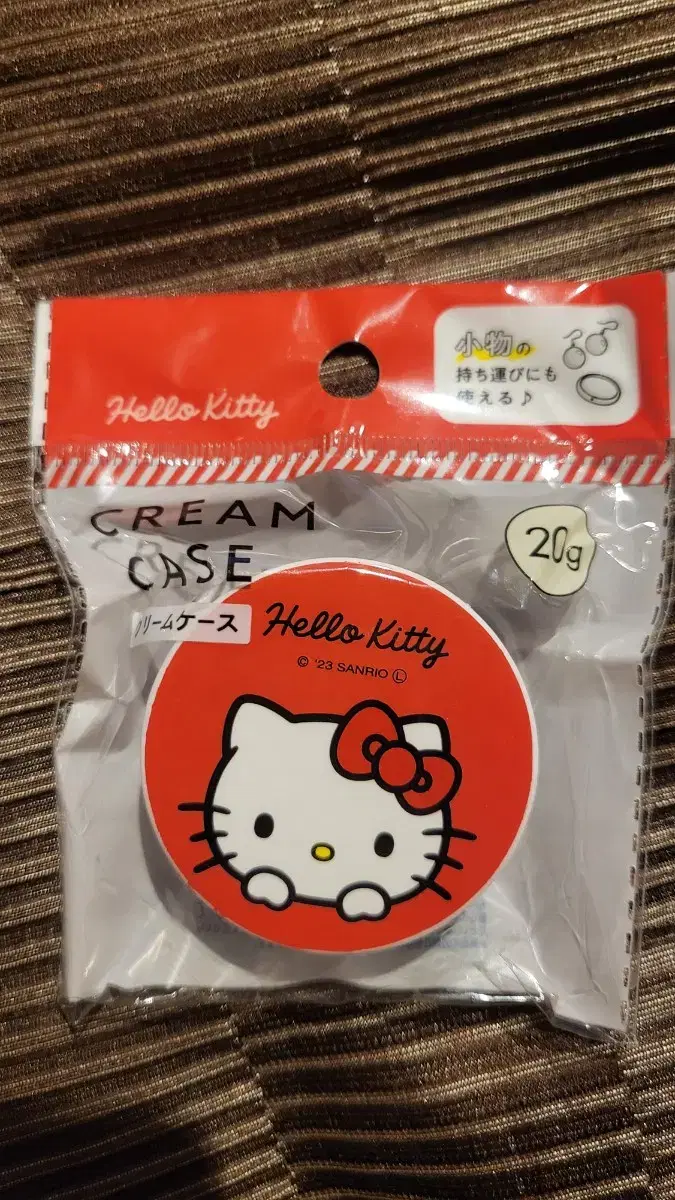 Hello Kitty
小物の
持ち運びにも
使える♪
CREAM
CASE
クリームケース
20g
Hello Kitty
© '23 SANRIO Ⓛ